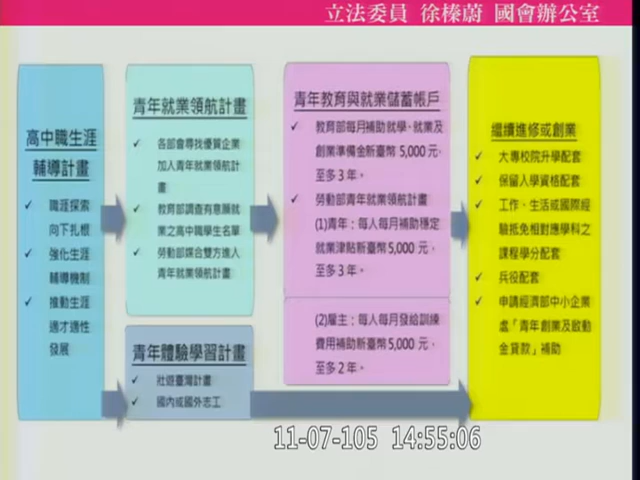 立法委員 徐榛蔚 國會辦公室
高中職生涯
輔導計畫
✓ 職涯探索
向下扎根
✓ 強化生涯
輔導機制
✓ 推動生涯
適才適性
發展
青年就業領航計畫
✓ 各部會尋找優質企業
加入青年就業領航計
畫
✓ 教育部調查有意願就
業之高中職學生名單
✓ 勞動部媒合雙方進入
青年就業領航計畫
青年體驗學習計畫
✓ 壯遊臺灣計畫
✓ 國內或國外志工
青年教育與就業儲蓄帳戶
✓ 教育部每月補助就學、就業及
創業準備金新臺幣 5,000 元、
至多3 年。
✓ 勞動部青年就業領航計畫
(1)青年：每人每月補助穩定
就業津貼新臺幣5,000 元、
至多3 年。
(2)雇主：每人每月發給訓練
費用補助新臺幣5,000 元、
至多2 年。
繼續進修或創業
✓ 大專校院升學配套
✓ 保留入學資格配套
✓ 工作、生活或國際經
驗抵免相對應學科之
課程學分配套
✓ 兵役配套
✓ 申請經濟部中小企業
處「青年創業及啟動
金貸款」補助
11-07-105 14:55:06